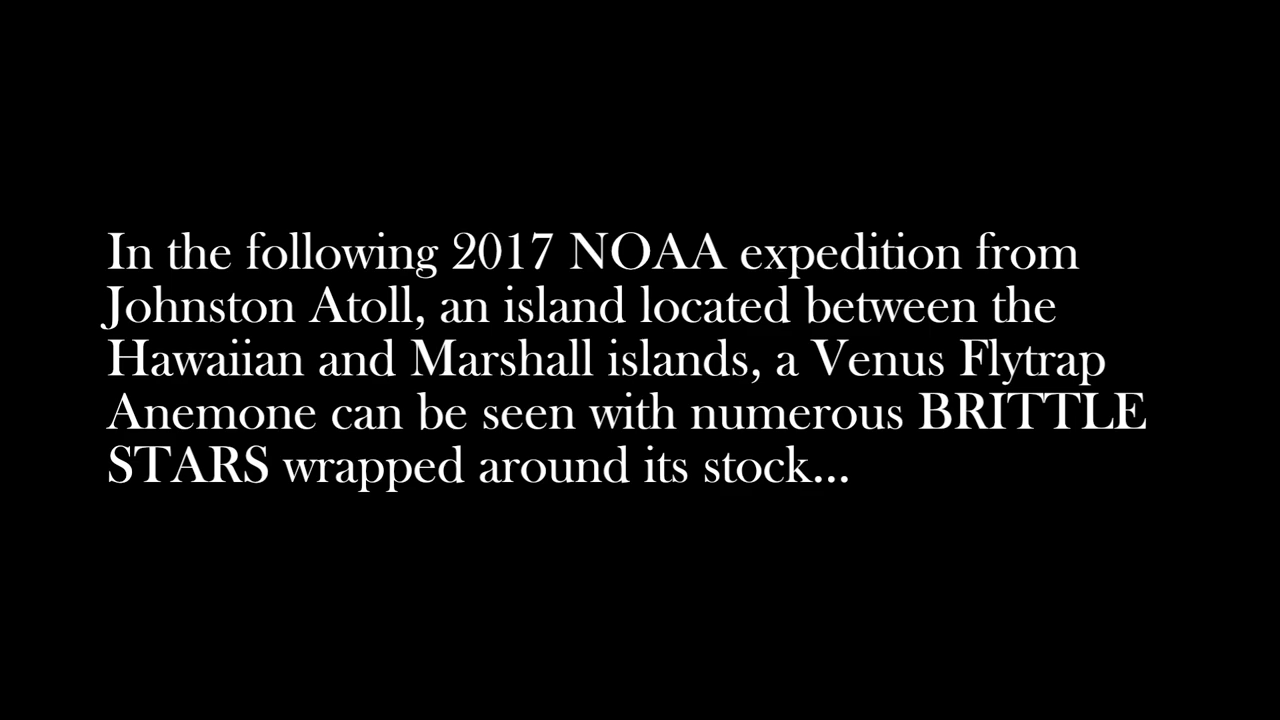 In the following 2017 NOAA expedition from
Johnston Atoll, an island located between the
Hawaiian and Marshall islands, a Venus Flytrap
Anemone can be seen with numerous BRITTLE
STARS wrapped around its stock...